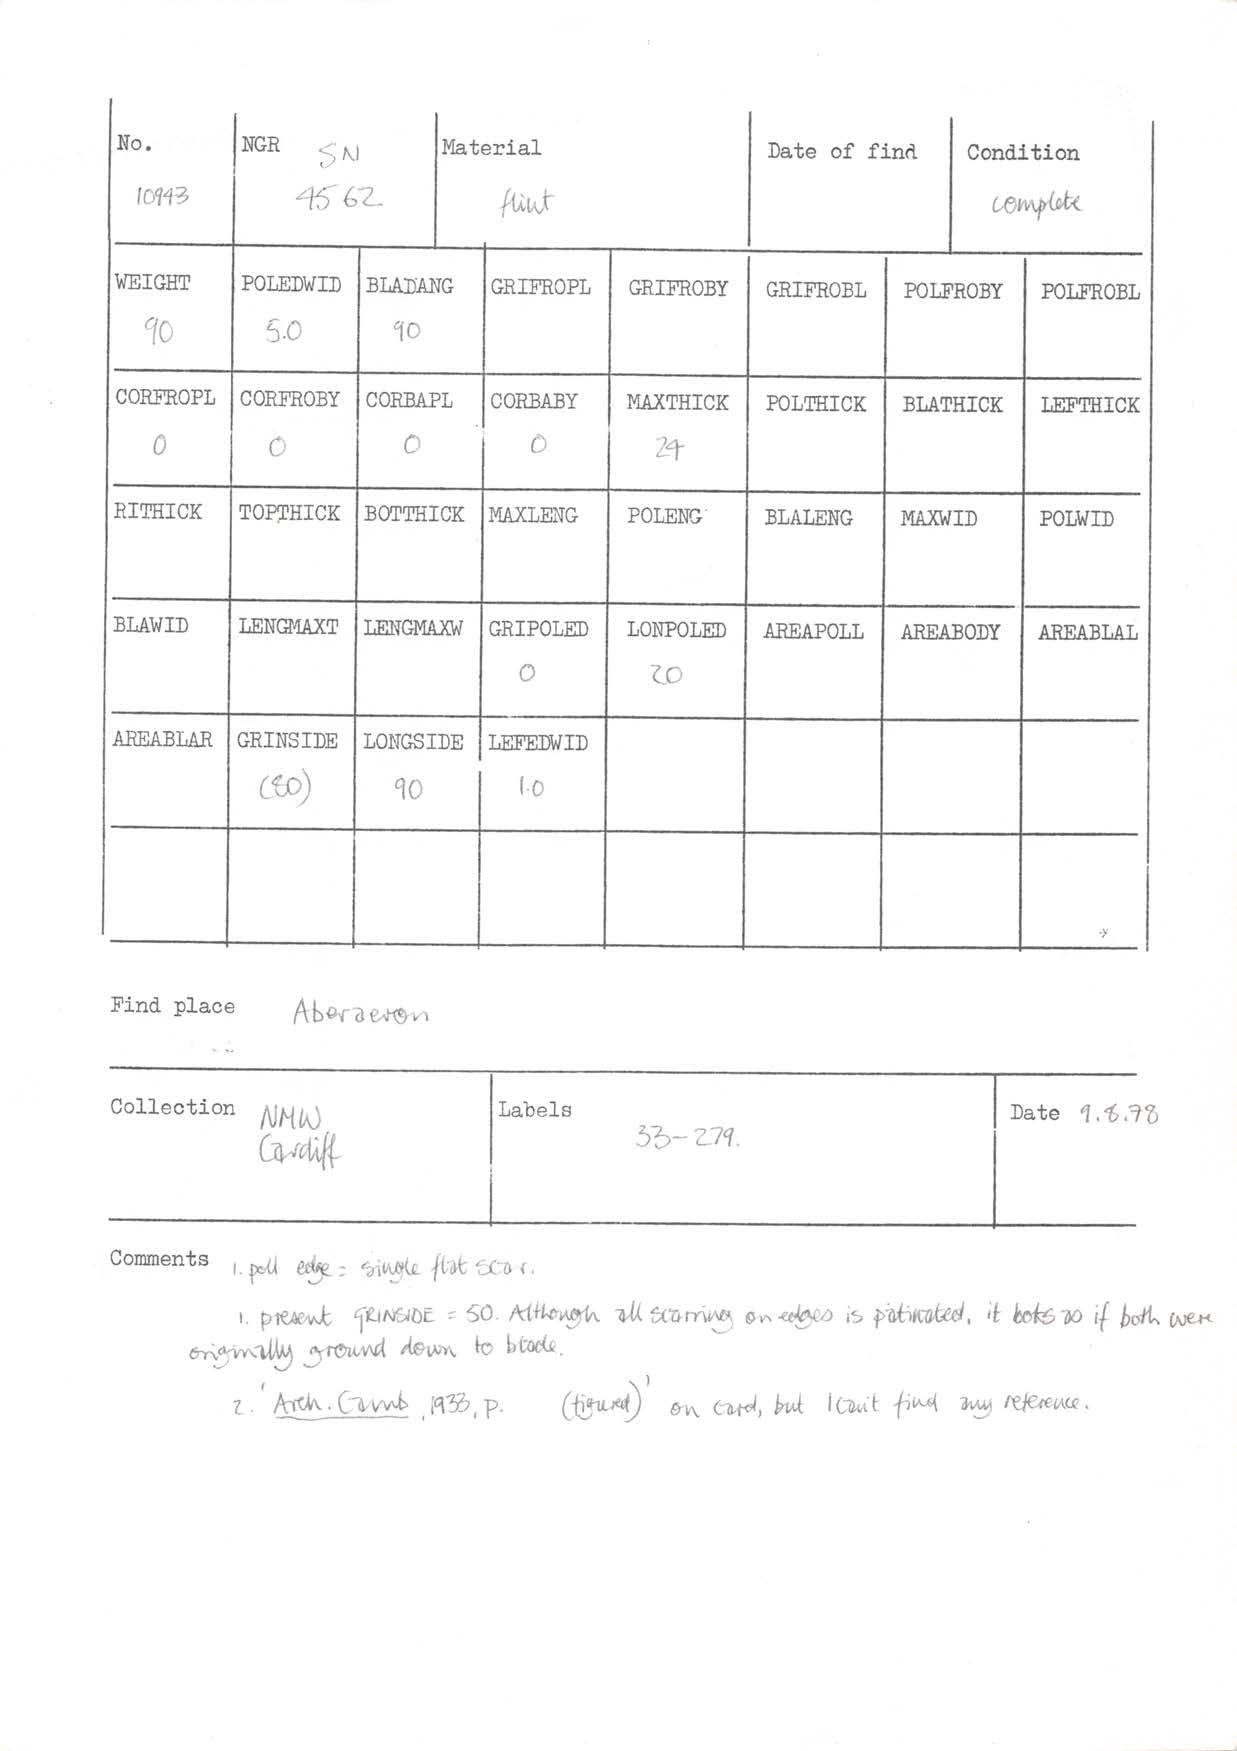 No. NGR SN Material Date of find Condition
10943 45 62 flint complete
WEIGHT POLEDWID BLADANG GRIFROPL GRIFROBY GRIFROBL POLFROBY POLFROBL
90 5.0 90
CORFROPL CORFROBY CORBAPL CORBABY MAXTHICK POLTHICK BLATHICK LEFTHICK
0 0 0 0 24
RITHICK TOPTHICK BOTTHICK MAXLENG POLENG BLALENG MAXWID POLWID
BLAWID LENGMAXT LENGMAXW GRIPOLED LONPOLED AREAPOLL AREABODY AREABLAL
0 20
AREABLAR GRINSIDE LONGSIDE LEFEDWID
(80) 90 1.0
Find place Aberaeron
Collection NMW Labels Date 9.8.78
Cardiff 33-279.
Comments 1. poll edge = single flat scar.
1. present GRINSIDE = 50. Although all scarring on edges is patinated, it looks as if both were
originally ground down to blade.
2. 'Arch. Camb, 1933, p. (figured)' on card, but I can't find any reference.